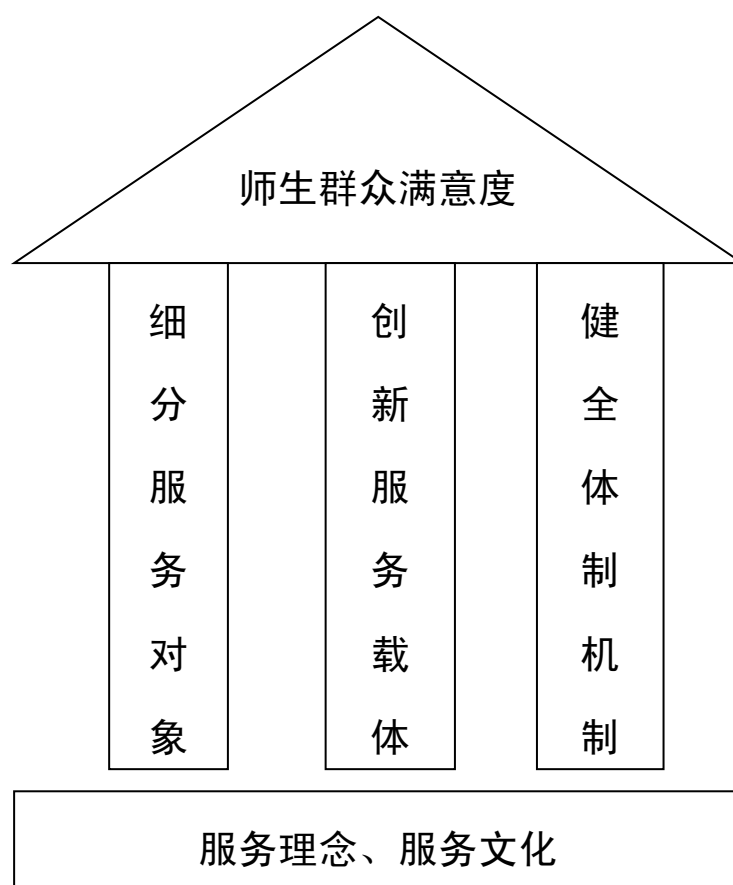 师生群众满意度
细分服务对象
创新服务载体
健全体制机制
服务理念、服务文化